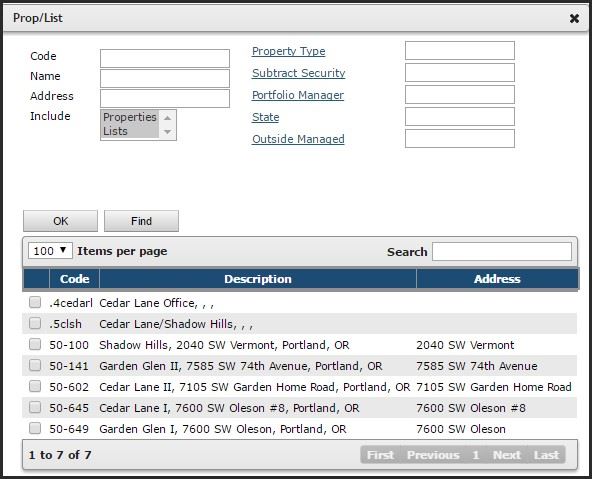 Prop/List ✖
Code
Name
Address
Include Properties
Lists
Property Type
Subtract Security
Portfolio Manager
State
Outside Managed
OK Find
100 ▼ Items per page Search
Code Description Address
.4cedarl Cedar Lane Office, , ,
.5clsh Cedar Lane/Shadow Hills, , ,
50-100 Shadow Hills, 2040 SW Vermont, Portland, OR 2040 SW Vermont
50-141 Garden Glen II, 7585 SW 74th Avenue, Portland, OR 7585 SW 74th Avenue
50-602 Cedar Lane II, 7105 SW Garden Home Road, Portland, OR 7105 SW Garden Home Road
50-645 Cedar Lane I, 7600 SW Oleson #8, Portland, OR 7600 SW Oleson #8
50-649 Garden Glen I, 7600 SW Oleson, Portland, OR 7600 SW Oleson
1 to 7 of 7 First Previous 1 Next Last